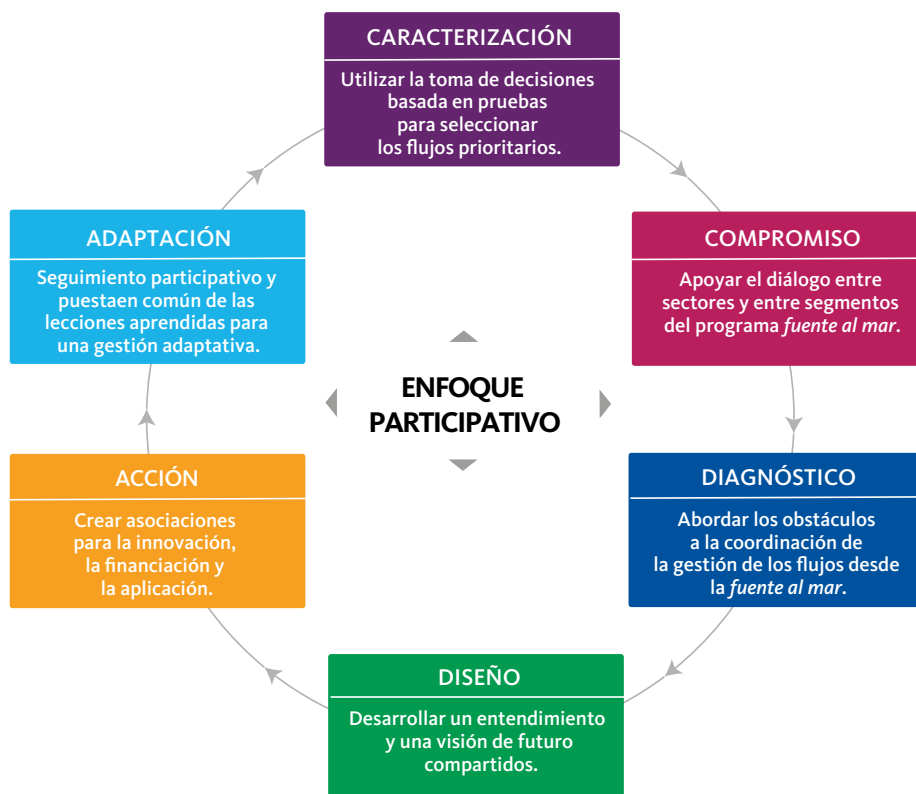 CARACTERIZACIÓN
Utilizar la toma de decisiones
basada en pruebas
para seleccionar
los flujos prioritarios.
COMPROMISO
Apoyar el diálogo entre
sectores y entre segmentos
del programa fuente al mar.
DIAGNÓSTICO
Abordar los obstáculos
a la coordinación de
la gestión de los flujos desde
la fuente al mar.
DISEÑO
Desarrollar un entendimiento
y una visión de futuro
compartidos.
ACCIÓN
Crear asociaciones
para la innovación,
la financiación y
la aplicación.
ADAPTACIÓN
Seguimiento participativo y
puestaen común de las
lecciones aprendidas para
una gestión adaptativa.
ENFOQUE
PARTICIPATIVO